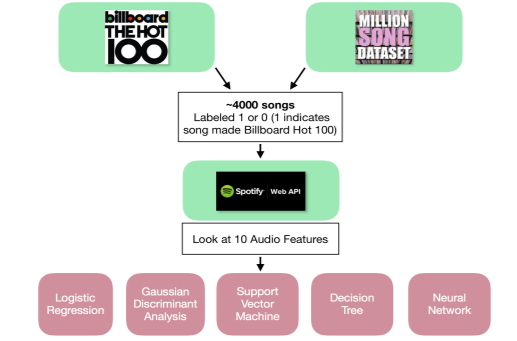 billboard
THE HOT
100
MILLION
SONG
DATASET
~4000 songs
Labeled 1 or 0 (1 indicates
song made Billboard Hot 100)
Spotify Web API
Look at 10 Audio Features
Logistic
Regression
Gaussian
Discriminant
Analysis
Support
Vector
Machine
Decision
Tree
Neural
Network